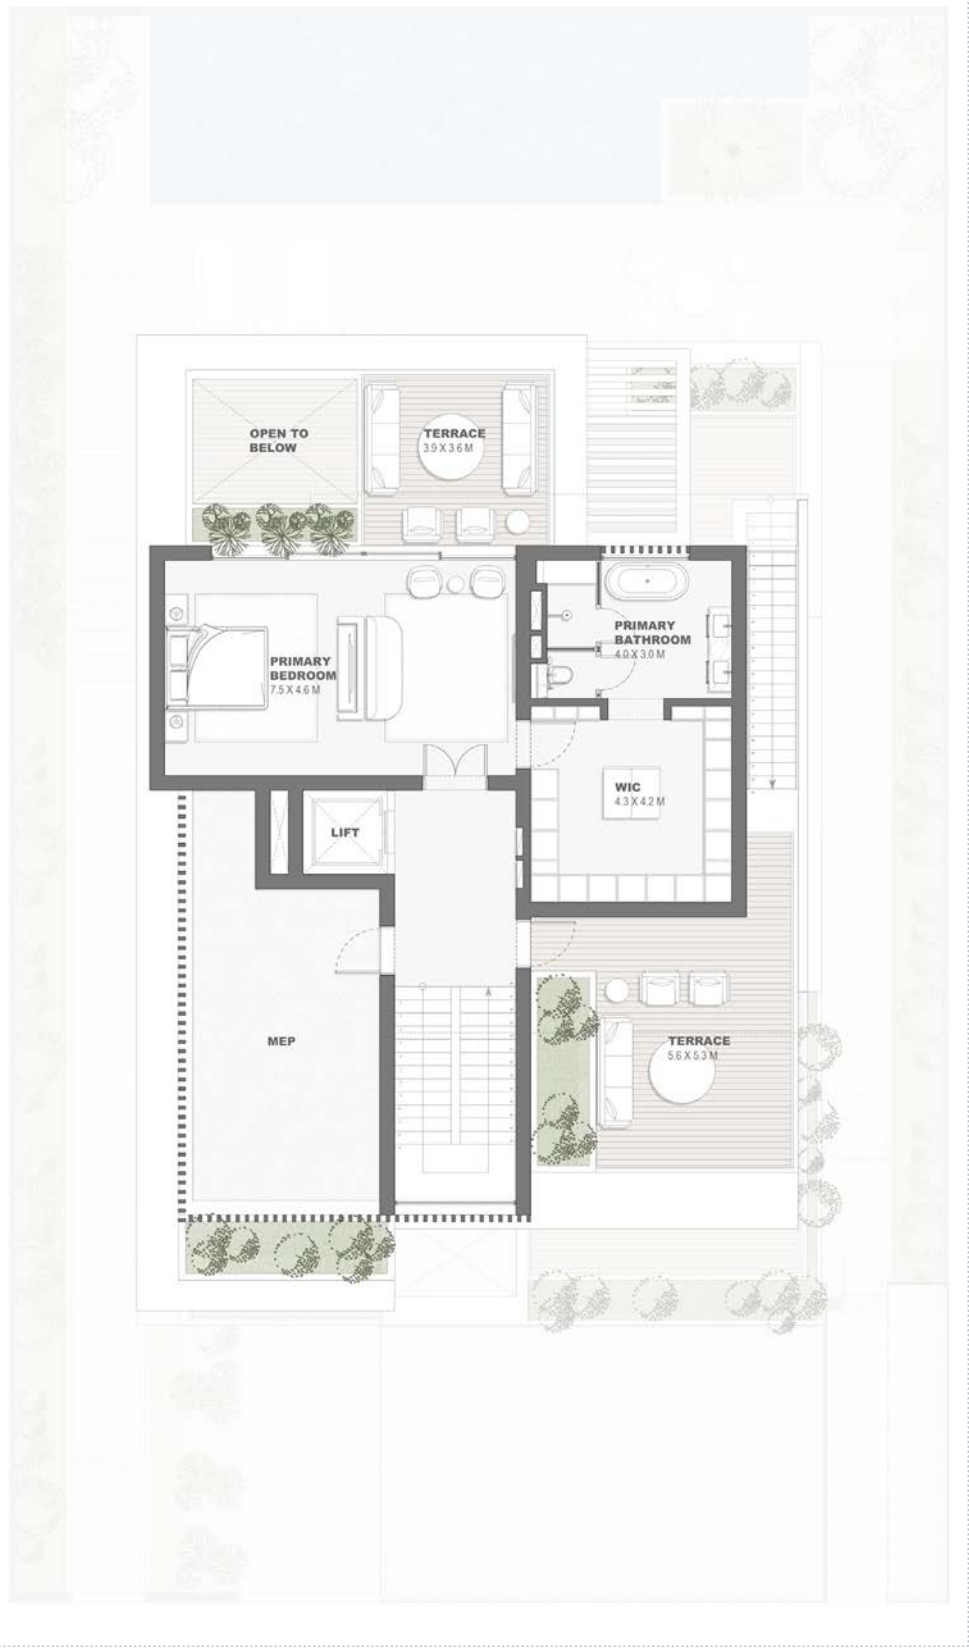 OPEN TO
BELOW
TERRACE
3.9 X 3.6 M
PRIMARY
BATHROOM
4.0 X 3.0 M
PRIMARY
BEDROOM
7.5 X 4.6 M
WIC
4.3 X 4.2 M
LIFT
MEP
TERRACE
5.6 X 5.3 M